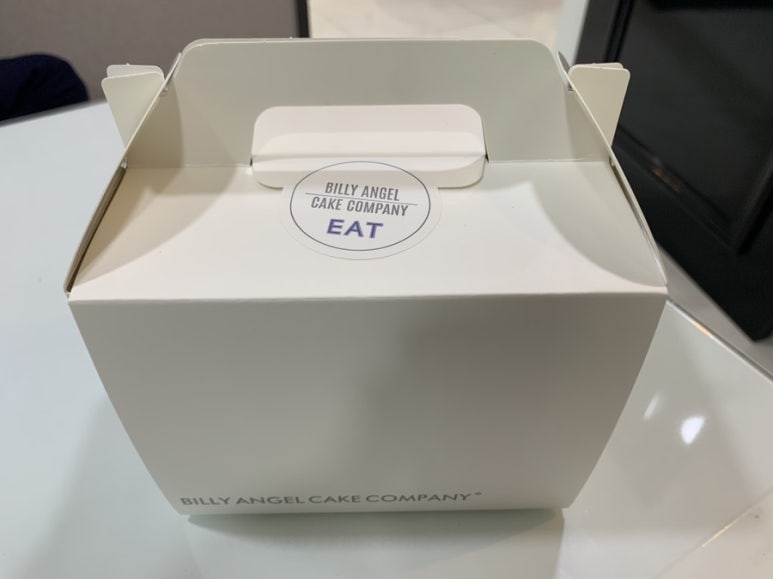 BILLY ANGEL
CAKE COMPANY
EAT
BILLY ANGEL CAKE COMPANY®